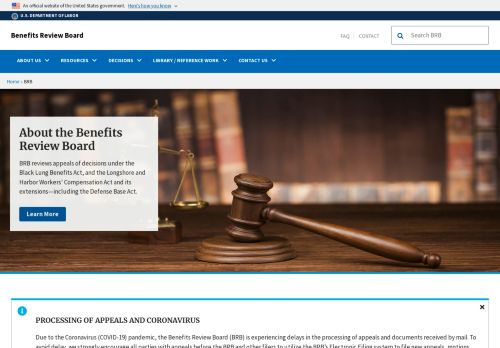 An official website of the United States government. Here's how you know
U.S. DEPARTMENT OF LABOR
Benefits Review Board
FAQ CONTACT
Search BRB
ABOUT US RESOURCES DECISIONS LIBRARY / REFERENCE WORK CONTACT US
Home › BRB
About the Benefits
Review Board
BRB reviews appeals of decisions under the
Black Lung Benefits Act, and the Longshore and
Harbor Workers' Compensation Act and its
extensions—including the Defense Base Act.
Learn More
PROCESSING OF APPEALS AND CORONAVIRUS
Due to the Coronavirus (COVID-19) pandemic, the Benefits Review Board (BRB) is experiencing delays in the processing of appeals and documents received by mail. To
avoid delay, we strongly encourage all parties with appeals before the BRB and other filers to utilize the BRB's Electronic Filing system to file new appeals, motions,